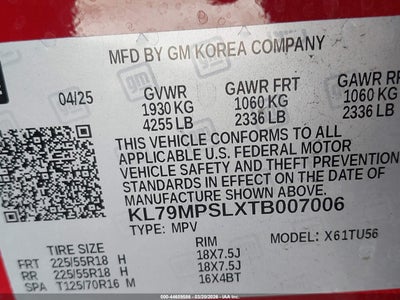 MFD BY GM KOREA COMPANY
04/25 GVWR GAWR FRT GAWR RR
1930 KG 1060 KG 1060 KG
4255 LB 2336 LB 2336 LB
THIS VEHICLE CONFORMS TO ALL
APPLICABLE U.S. FEDERAL MOTOR
VEHICLE SAFETY AND THEFT PREVENTION
STANDARDS IN EFFECT ON THE DATE OF
MANUFACTURE SHOWN ABOVE.
KL79MPSLXTB007006
TYPE: MPV MODEL: X61TU56
TIRE SIZE RIM
FRT 225/55R18 H 18X7.5J
RR 225/55R18 H 18X7.5J
SPA T125/70R16 M 16X4BT